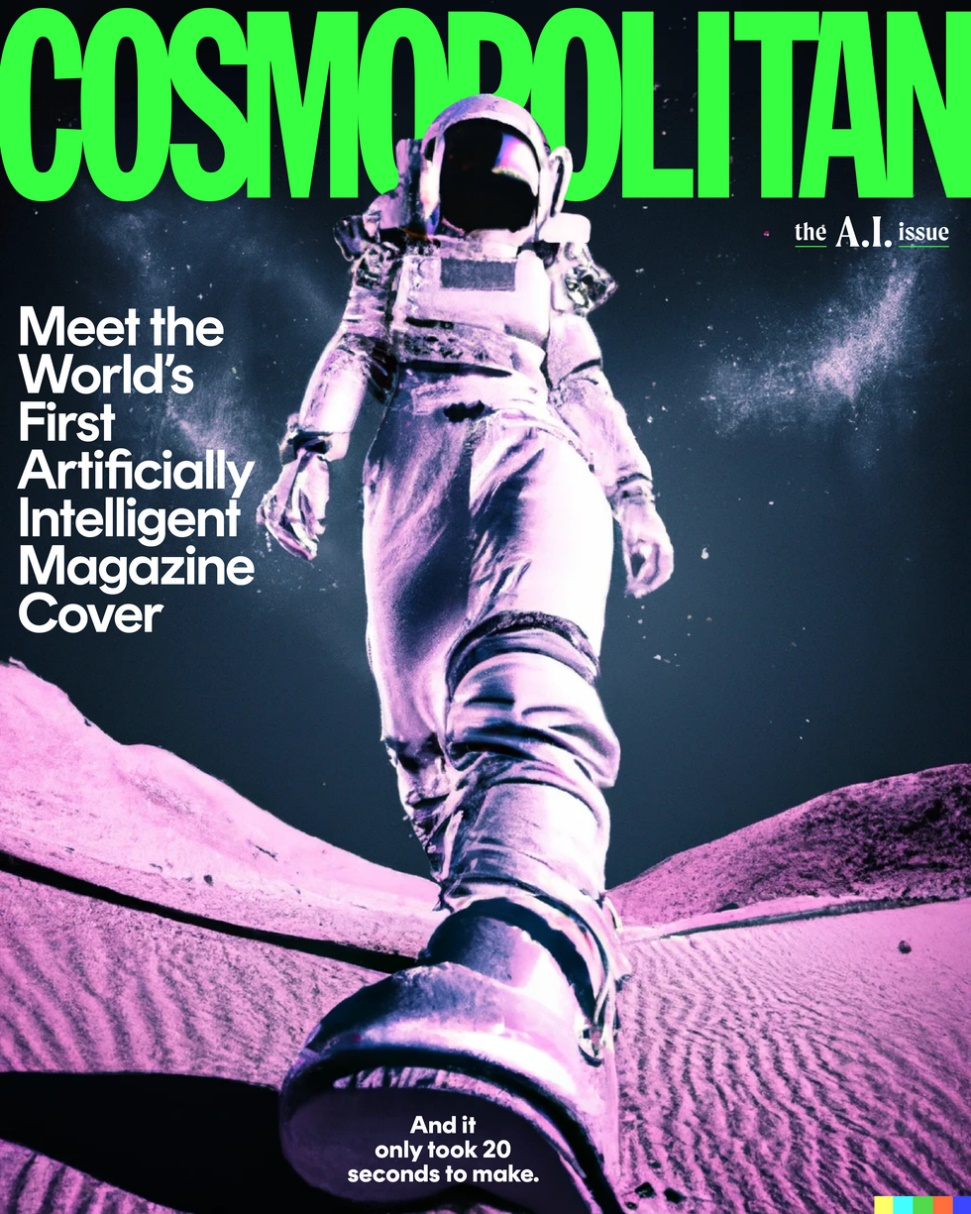 COSMOPOLITAN
the A.I. issue
Meet the
World’s
First
Artificially
Intelligent
Magazine
Cover
And it
only took 20
seconds to make.